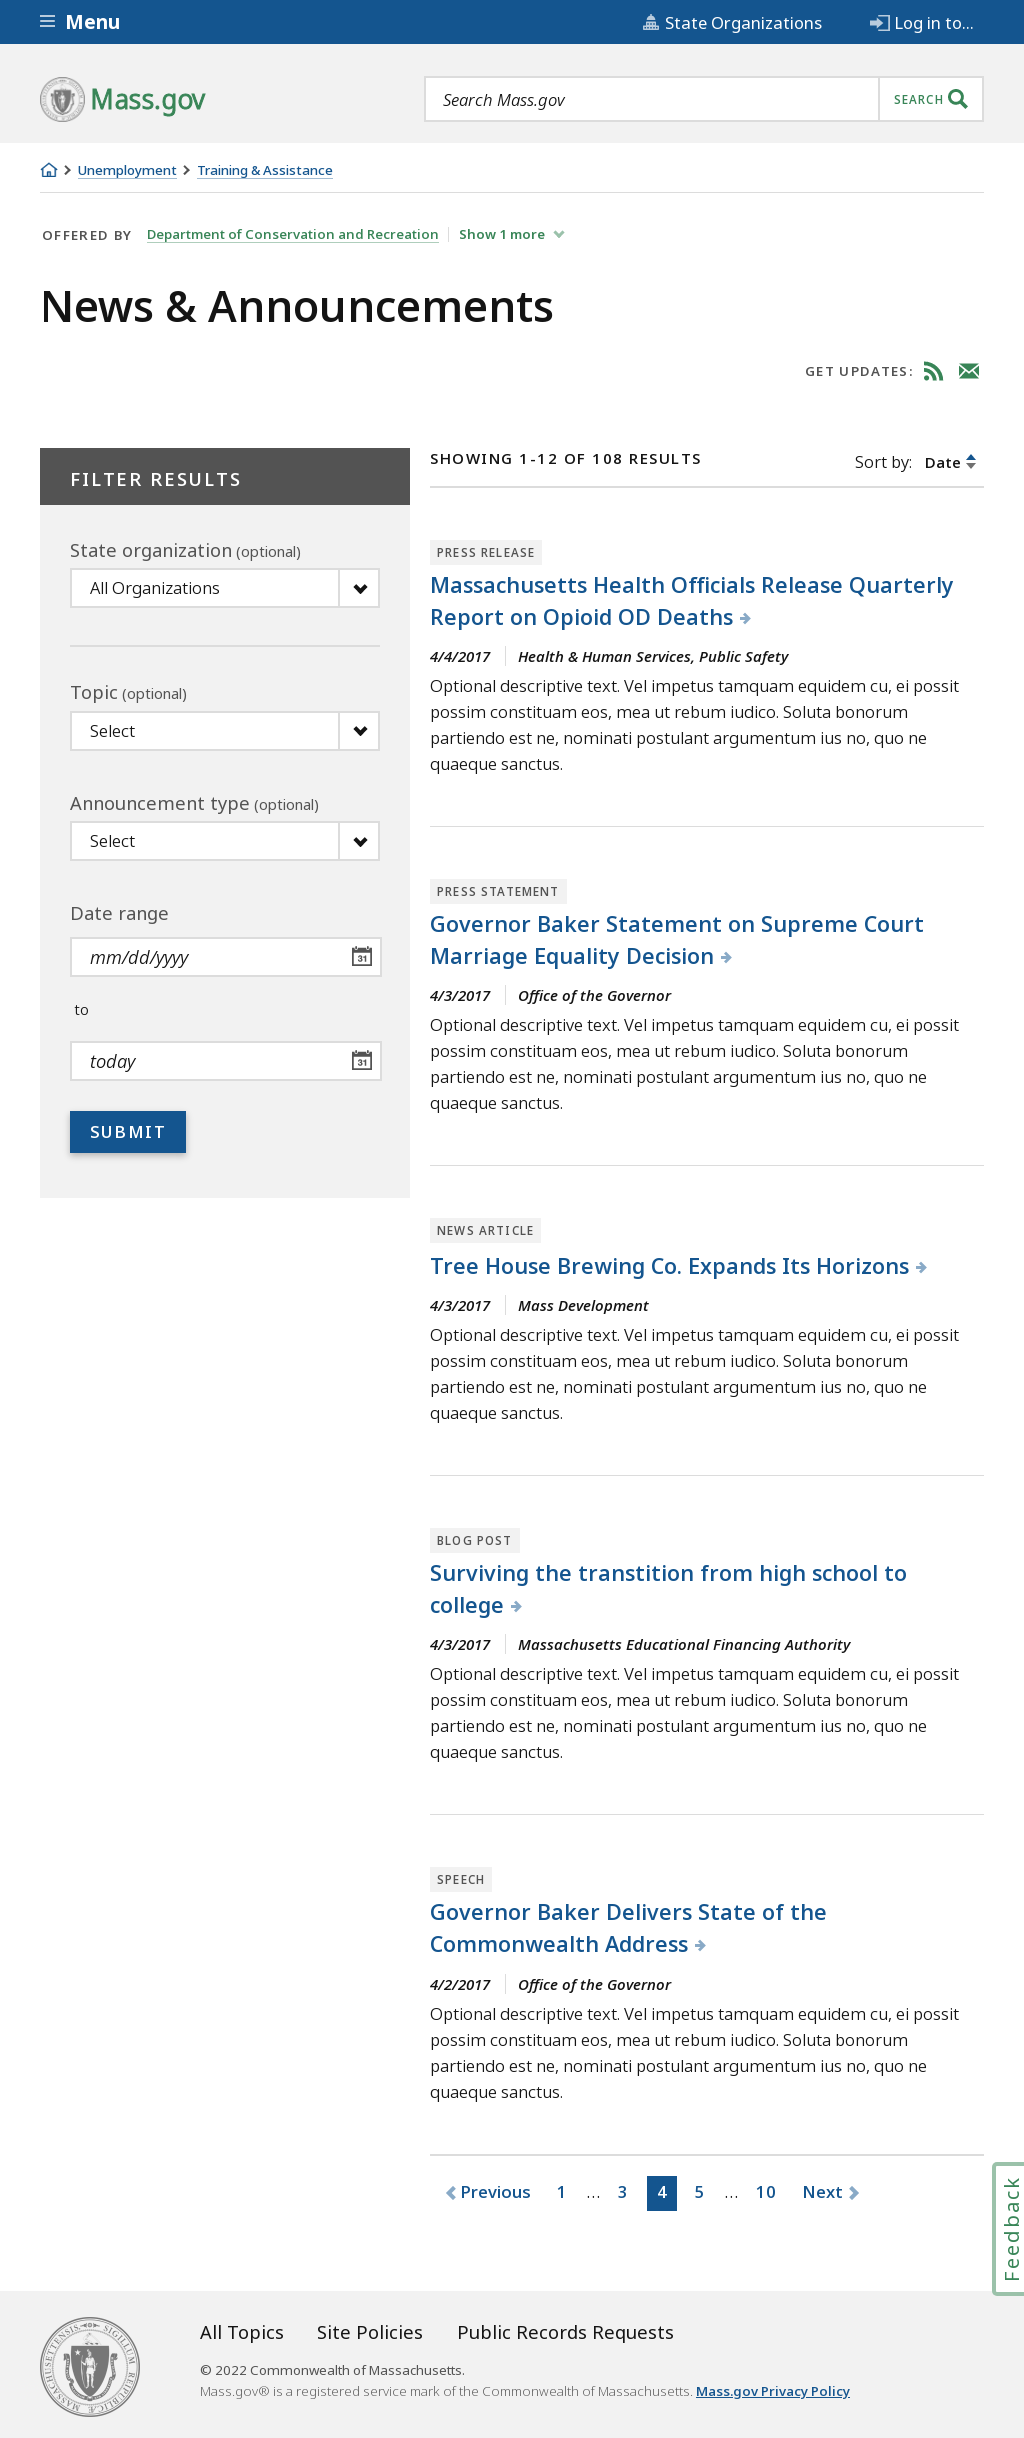 Menu
State Organizations
Log in to...
Mass.gov
Search Mass.gov
SEARCH
Unemployment
Training & Assistance
OFFERED BY Department of Conservation and Recreation Show 1 more
News & Announcements
GET UPDATES:
FILTER RESULTS
State organization (optional)
All Organizations
Topic (optional)
Select
Announcement type (optional)
Select
Date range
mm/dd/yyyy
31
to
today
31
SUBMIT
SHOWING 1-12 OF 108 RESULTS
Sort by: Date
PRESS RELEASE
Massachusetts Health Officials Release Quarterly
Report on Opioid OD Deaths
4/4/2017 Health & Human Services, Public Safety
Optional descriptive text. Vel impetus tamquam equidem cu, ei possit
possim constituam eos, mea ut rebum iudico. Soluta bonorum
partiendo est ne, nominati postulant argumentum ius no, quo ne
quaeque sanctus.
PRESS STATEMENT
Governor Baker Statement on Supreme Court
Marriage Equality Decision
4/3/2017 Office of the Governor
Optional descriptive text. Vel impetus tamquam equidem cu, ei possit
possim constituam eos, mea ut rebum iudico. Soluta bonorum
partiendo est ne, nominati postulant argumentum ius no, quo ne
quaeque sanctus.
NEWS ARTICLE
Tree House Brewing Co. Expands Its Horizons
4/3/2017 Mass Development
Optional descriptive text. Vel impetus tamquam equidem cu, ei possit
possim constituam eos, mea ut rebum iudico. Soluta bonorum
partiendo est ne, nominati postulant argumentum ius no, quo ne
quaeque sanctus.
BLOG POST
Surviving the transtition from high school to
college
4/3/2017 Massachusetts Educational Financing Authority
Optional descriptive text. Vel impetus tamquam equidem cu, ei possit
possim constituam eos, mea ut rebum iudico. Soluta bonorum
partiendo est ne, nominati postulant argumentum ius no, quo ne
quaeque sanctus.
SPEECH
Governor Baker Delivers State of the
Commonwealth Address
4/2/2017 Office of the Governor
Optional descriptive text. Vel impetus tamquam equidem cu, ei possit
possim constituam eos, mea ut rebum iudico. Soluta bonorum
partiendo est ne, nominati postulant argumentum ius no, quo ne
quaeque sanctus.
Previous 1 ... 3 4 5 ... 10 Next
Feedback
All Topics Site Policies Public Records Requests
© 2022 Commonwealth of Massachusetts.
Mass.gov® is a registered service mark of the Commonwealth of Massachusetts. Mass.gov Privacy Policy